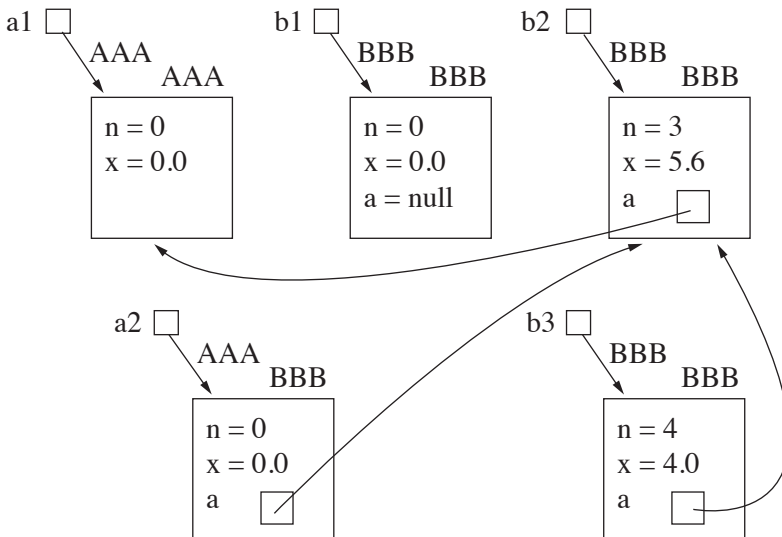 a1 b1 b2
AAA BBB BBB
AAA BBB BBB
n = 0 n = 0 n = 3
x = 0.0 x = 0.0 x = 5.6
a = null a
a2 b3
AAA BBB
BBB BBB
n = 0 n = 4
x = 0.0 x = 4.0
a a